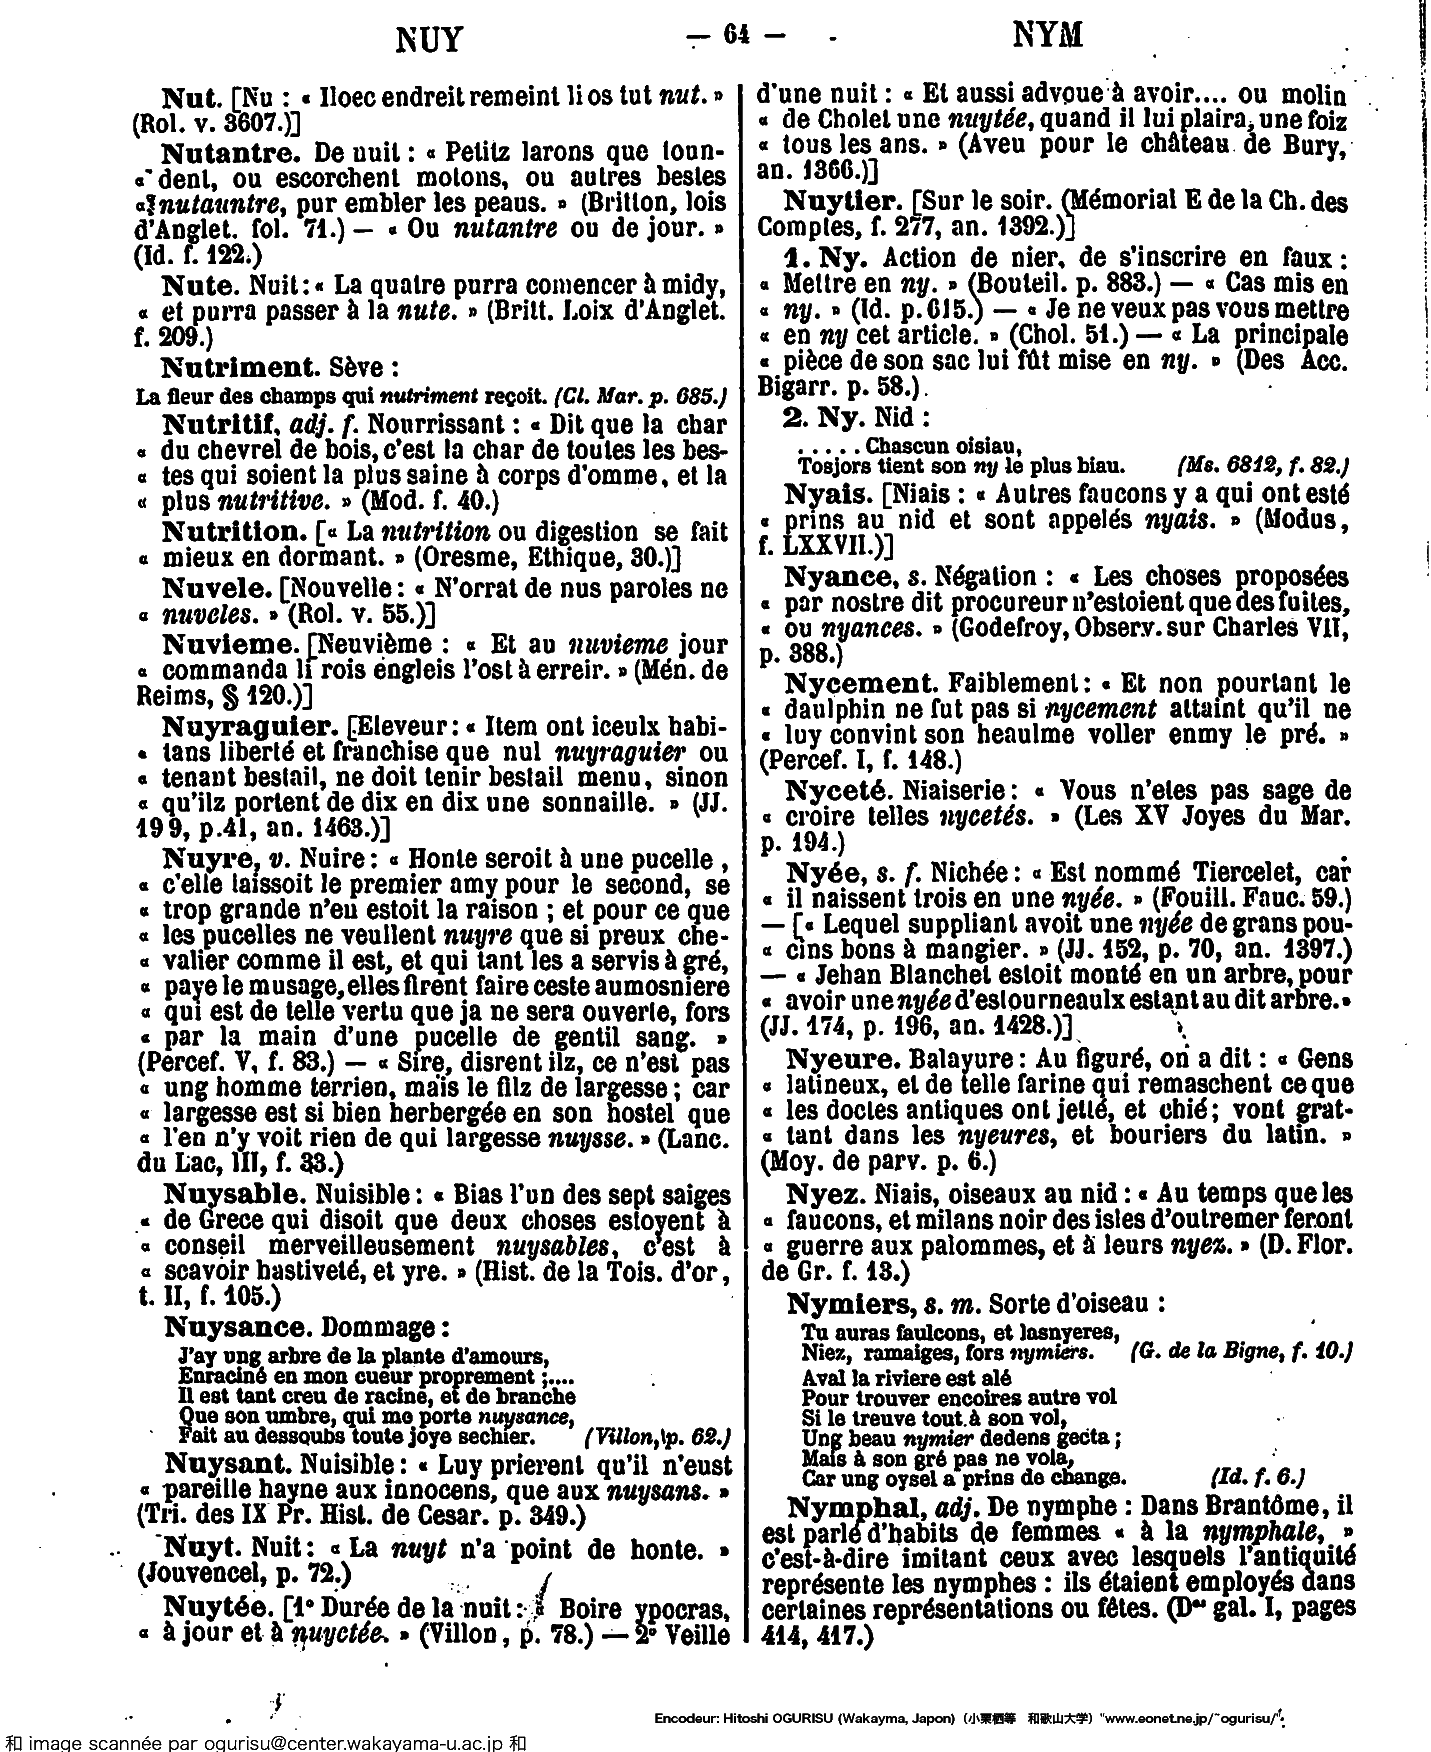 NUY — 64 — NYM
Nut. [Nu : « Iloec endreit remeint li os tut nut. »
(Rol. v. 3607.)]
Nutantre. De nuit : « Petitz larons que toun-
« dent, ou escorchent motons, ou autres bestes
« nutauntre, pur embler les peaus. » (Britton, lois
d'Anglet. fol. 71.) — « Ou nutantre ou de jour. »
(Id. f. 122.)
Nute. Nuit : « La quatre purra comencer à midy,
« et purra passer à la nute. » (Britt. Loix d'Anglet.
f. 209.)
Nutriment. Sève :
La fleur des champs qui nutriment reçoit. (Cl. Mar. p. 685.)
Nutritif, adj. f. Nourrissant : « Dit que la char
« du chevrel de bois, c'est la char de toutes les bes-
« tes qui soient la plus saine à corps d'omme, et la
« plus nutritive. » (Mod. f. 40.)
Nutrition. [« La nutrition ou digestion se fait
« mieux en dormant. » (Oresme, Ethique, 30.)]
Nuvele. [Nouvelle : « N'orrat de nus paroles ne
« nuveles. » (Rol. v. 55.)]
Nuvieme. [Neuvième : « Et au nuvieme jour
« commanda li rois engleis l'ost à erreir. » (Mén. de
Reims, § 120.)]
Nuyraguier. [Eleveur : « Item ont iceulx habi-
« tans liberté et franchise que nul nuyraguier ou
« tenant bestail, ne doit tenir bestail menu, sinon
« qu'ilz portent de dix en dix une sonnaille. » (JJ.
199, p. 41, an. 1463.)]
Nuyre, v. Nuire : « Honte seroit à une pucelle ,
« c'elle laissoit le premier amy pour le second, se
« trop grande n'eu estoit la raison ; et pour ce que
« les pucelles ne veullent nuyre que si preux che-
« valier comme il est, et qui tant les a servis à gré,
« paye le musage, elles firent faire ceste aumosniere
« qui est de telle vertu que ja ne sera ouverte, fors
« par la main d'une pucelle de gentil sang. »
(Percef. V, f. 83.) — « Sire, disrent ilz, ce n'est pas
« ung homme terrien, mais le filz de largesse ; car
« largesse est si bien herbergée en son hostel que
« l'en n'y voit rien de qui largesse nuysse. » (Lanc.
du Lac, III, f. 33.)
Nuysable. Nuisible : « Bias l'un des sept saiges
« de Grece qui disoit que deux choses estoyent à
« conseil merveilleusement nuysables, c'est à
« scavoir hastiveté, et yre. » (Hist. de la Tois. d'or,
t. II, f. 105.)
Nuysance. Dommage :
J'ay ung arbre de la plante d'amours,
Enraciné en mon cueur proprement ;....
Il est tant creu de racine, et de branche
Que son umbre, qui me porte nuysance,
Fait au dessoubs toute joye sechier. (Villon, p. 62.)
Nuysant. Nuisible : « Luy prierent qu'il n'eust
« pareille hayne aux innocens, que aux nuysans. »
(Tri. des IX Pr. Hist. de Cesar. p. 349.)
Nuyt. Nuit : « La nuyt n'a point de honte. »
(Jouvencel, p. 72.)
Nuytée. [1° Durée de la nuit : « Boire ypocras,
« à jour et à nuyctée. » (Villon, p. 78.) — 2° Veille
d'une nuit : « Et aussi advoue à avoir.... ou molin
« de Cholet une nuytée, quand il lui plaira, une foiz
« tous les ans. » (Aveu pour le château de Bury,
an. 1366.)]
Nuytier. [Sur le soir. (Mémorial E de la Ch. des
Comptes, f. 277, an. 1392.)]
1. Ny. Action de nier, de s'inscrire en faux :
« Mettre en ny. » (Bouteil. p. 883.) — « Cas mis en
« ny. » (Id. p. 615.) — « Je ne veux pas vous mettre
« en ny cet article. » (Chol. 51.) — « La principale
« pièce de son sac lui fût mise en ny. » (Des Acc.
Bigarr. p. 58.)
2. Ny. Nid :
..... Chascun oisiau,
Tosjors tient son ny le plus biau. (Ms. 6812, f. 82.)
Nyais. [Niais : « Autres faucons y a qui ont esté
« prins au nid et sont appelés nyais. » (Modus,
f. LXXVII.)]
Nyance, s. Négation : « Les choses proposées
« par nostre dit procureur n'estoient que des fuites,
« ou nyances. » (Godefroy, Observ. sur Charles VII,
p. 388.)
Nycement. Faiblement : « Et non pourtant le
« daulphin ne fut pas si nycement attaint qu'il ne
« luy convint son heaulme voller enmy le pré. »
(Percef. I, f. 148.)
Nyceté. Niaiserie : « Vous n'etes pas sage de
« croire telles nycetés. » (Les XV Joyes du Mar.
p. 194.)
Nyée, s. f. Nichée : « Est nommé Tiercelet, car
« il naissent trois en une nyée. » (Fouill. Fauc. 59.)
— [« Lequel suppliant avoit une nyée de grans pou-
« cins bons à mangier. » (JJ. 152, p. 70, an. 1397.)
— « Jehan Blanchet estoit monté en un arbre, pour
« avoir une nyée d'estourneaulx estant au dit arbre. »
(JJ. 174, p. 196, an. 1428.)]
Nyeure. Balayure : Au figuré, on a dit : « Gens
« latineux, et de telle farine qui remaschent ce que
« les doctes antiques ont jetté, et chié ; vont grat-
« tant dans les nyeures, et bouriers du latin. »
(Moy. de parv. p. 6.)
Nyez. Niais, oiseaux au nid : « Au temps que les
« faucons, et milans noir des isles d'outremer feront
« guerre aux palommes, et à leurs nyez. » (D. Flor.
de Gr. f. 13.)
Nymiers, s. m. Sorte d'oiseau :
Tu auras faulcons, et lasnyeres,
Niez, ramaiges, fors nymiers. (G. de la Bigne, f. 10.)
Aval la riviere est alé
Pour trouver encoires autre vol
Si le treuve tout à son vol,
Ung beau nymier dedens gecta ;
Mais à son gré pas ne vola,
Car ung oysel a prins de change. (Id. f. 6.)
Nymphal, adj. De nymphe : Dans Brantôme, il
est parlé d'habits de femmes « à la nymphale, »
c'est-à-dire imitant ceux avec lesquels l'antiquité
représente les nymphes : ils étaient employés dans
certaines représentations ou fêtes. (Des gal. I, pages
414, 417.)
Encodeur: Hitoshi OGURISU (Wakayma, Japon) (小栗栖等 和歌山大学) "www.eonet.ne.jp/~ogurisu/"
和 image scannée par ogurisu@center.wakayama-u.ac.jp 和